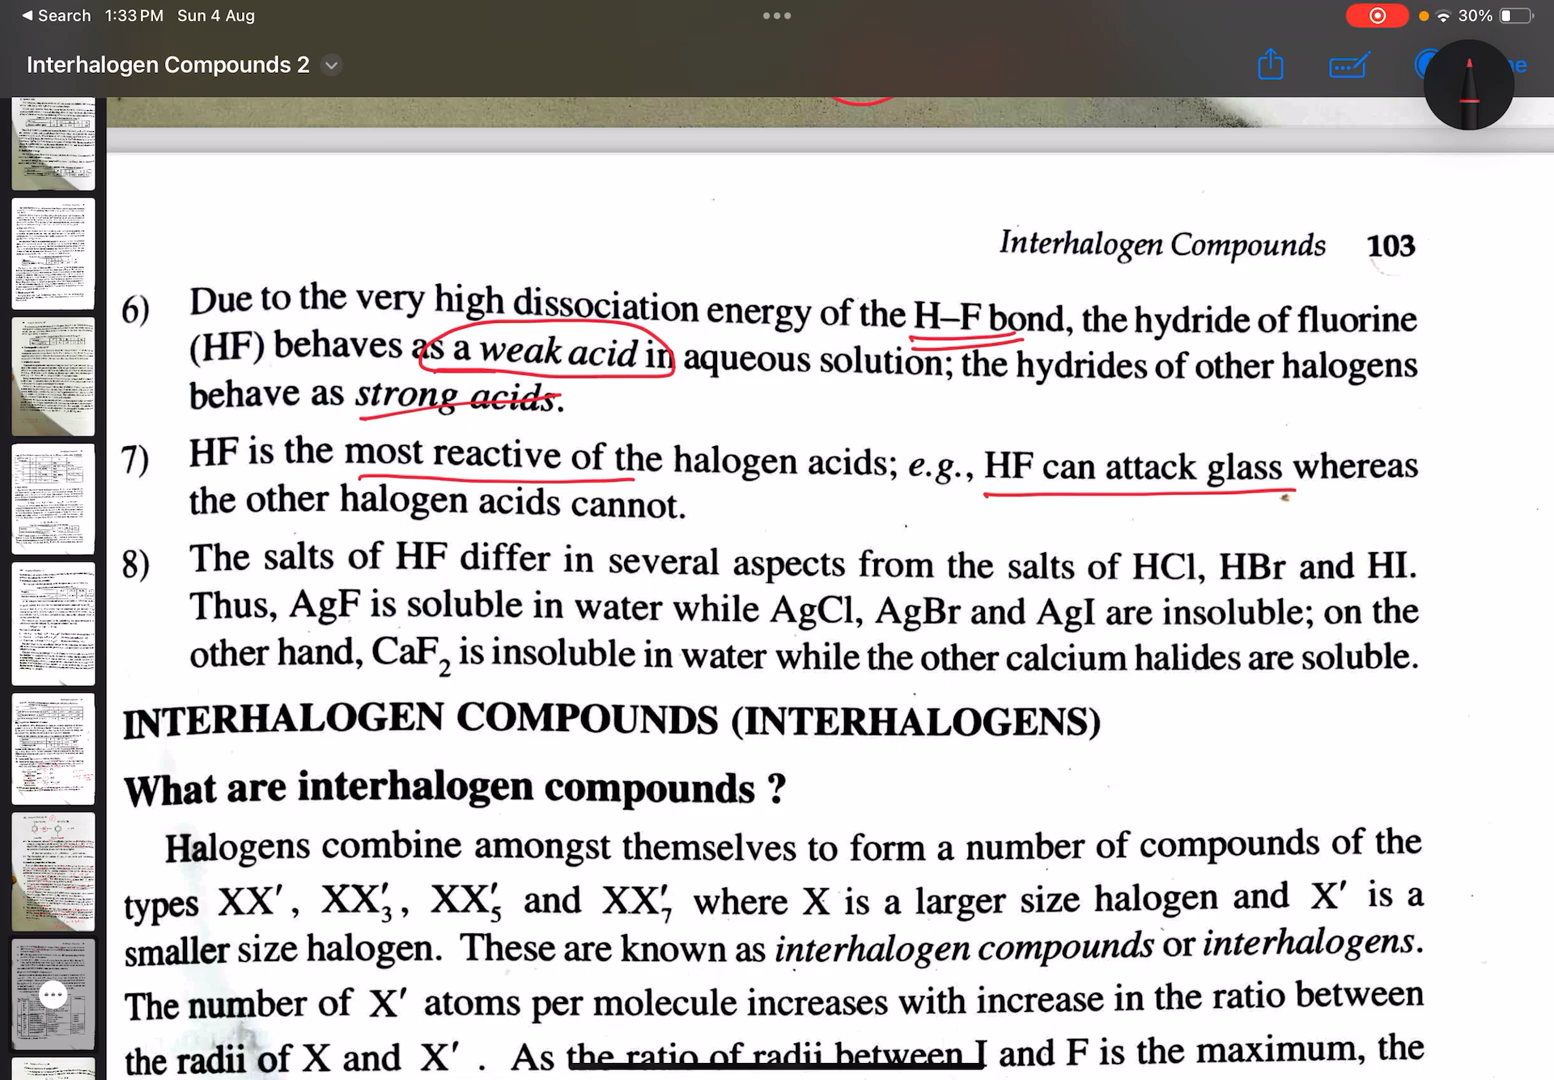 Search 1:33 PM Sun 4 Aug
30%
Interhalogen Compounds 2
Interhalogen Compounds 103
6) Due to the very high dissociation energy of the H–F bond, the hydride of fluorine
(HF) behaves as a weak acid in aqueous solution; the hydrides of other halogens
behave as strong acids.
7) HF is the most reactive of the halogen acids; e.g., HF can attack glass whereas
the other halogen acids cannot.
8) The salts of HF differ in several aspects from the salts of HCl, HBr and HI.
Thus, AgF is soluble in water while AgCl, AgBr and AgI are insoluble; on the
other hand, CaF₂ is insoluble in water while the other calcium halides are soluble.
INTERHALOGEN COMPOUNDS (INTERHALOGENS)
What are interhalogen compounds ?
Halogens combine amongst themselves to form a number of compounds of the
types XX′, XX′₃, XX′₅ and XX′₇ where X is a larger size halogen and X′ is a
smaller size halogen. These are known as interhalogen compounds or interhalogens.
The number of X′ atoms per molecule increases with increase in the ratio between
the radii of X and X′. As the ratio of radii between I and F is the maximum, the